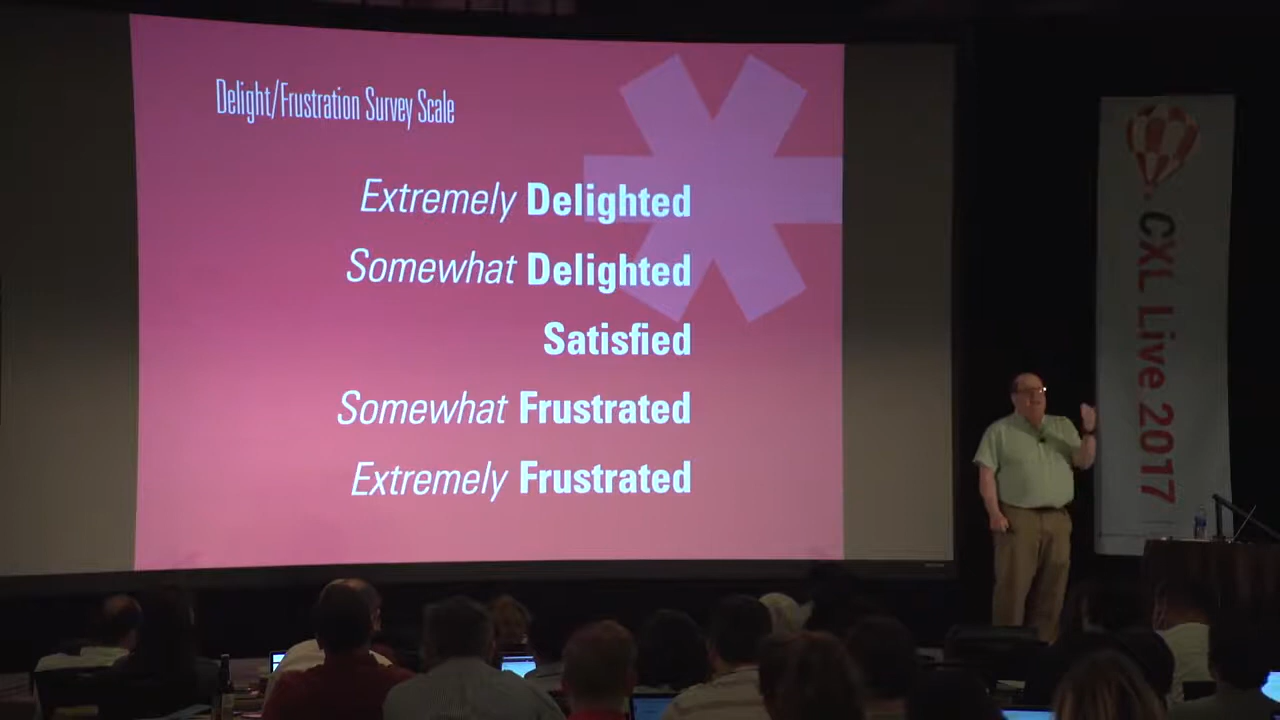 Delight/Frustration Survey Scale
Extremely Delighted
Somewhat Delighted
Satisfied
Somewhat Frustrated
Extremely Frustrated
CXL Live 2017